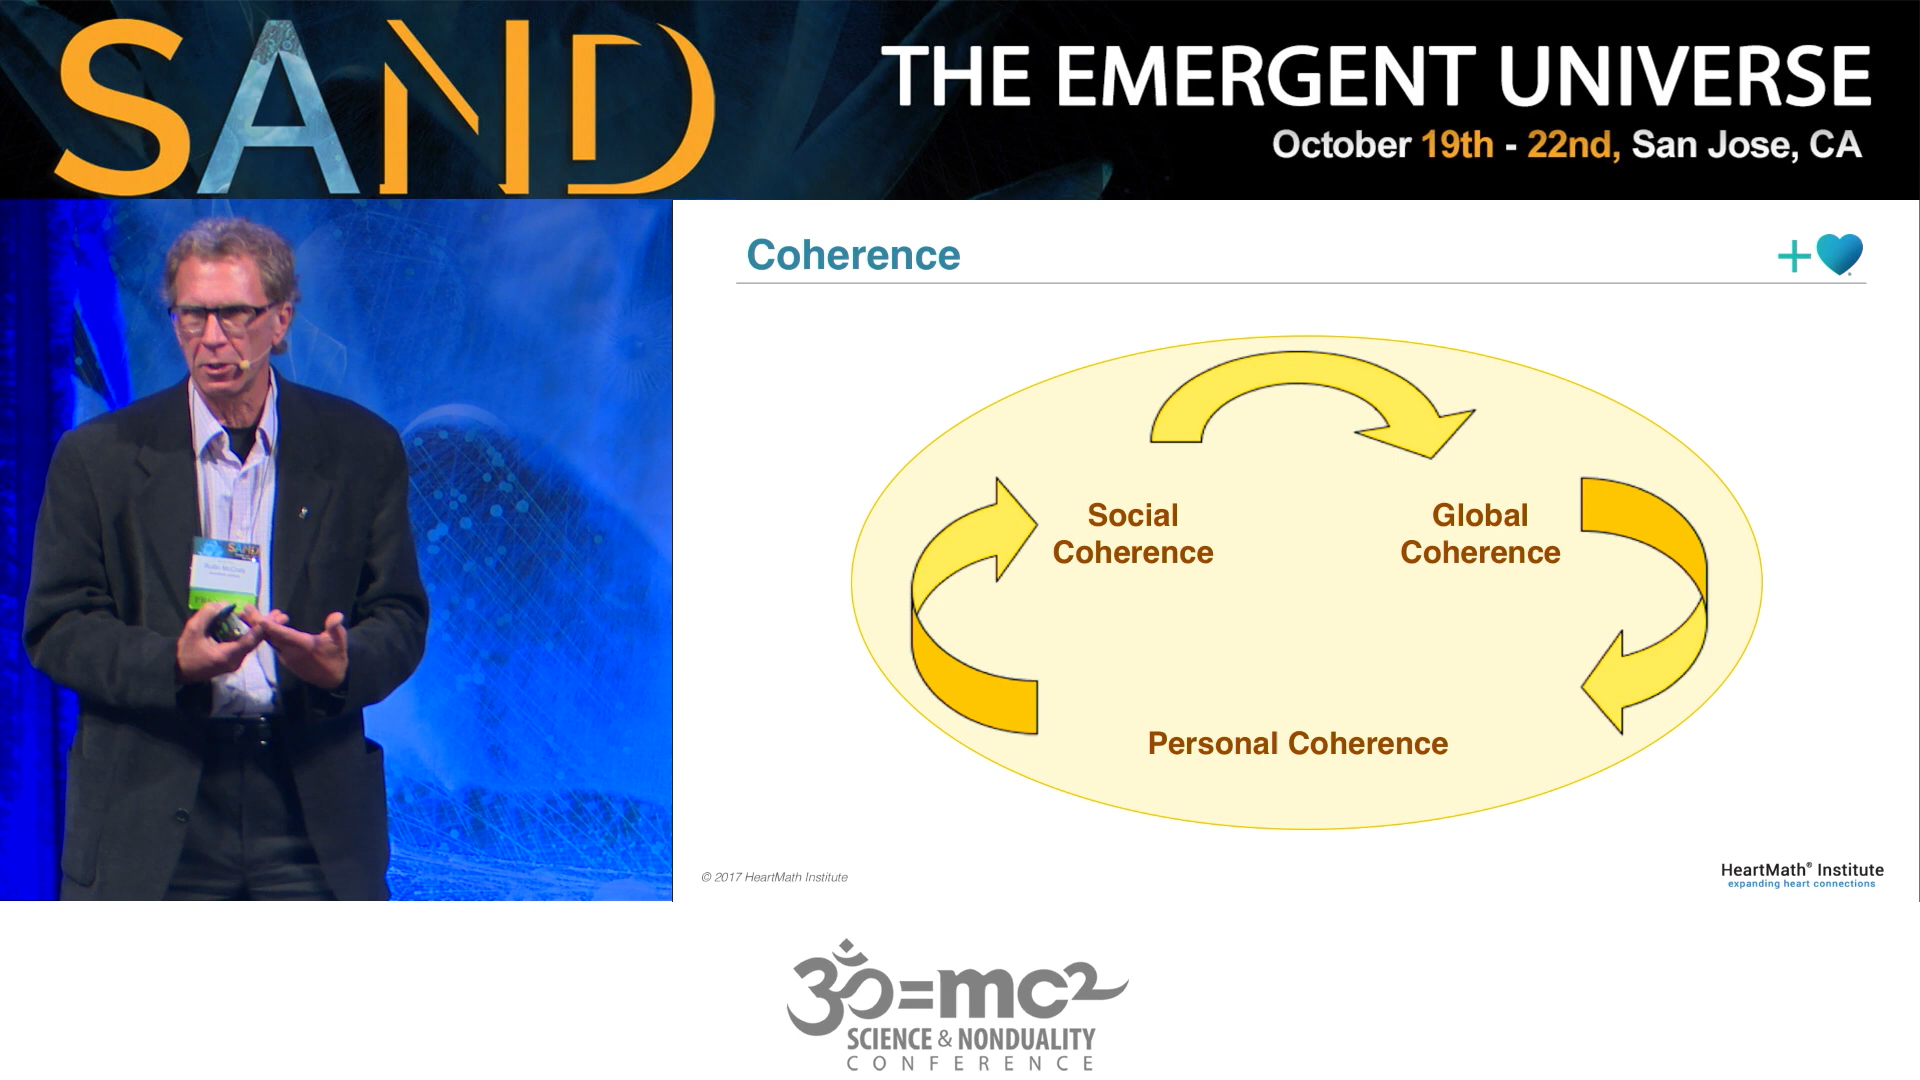 SAND
THE EMERGENT UNIVERSE
October 19th - 22nd, San Jose, CA
Coherence
Social
Coherence
Global
Coherence
Personal Coherence
SAND
© 2017 HeartMath Institute
HeartMath® Institute
expanding heart connections
ॐ=mc2
SCIENCE & NONDUALITY
CONFERENCE